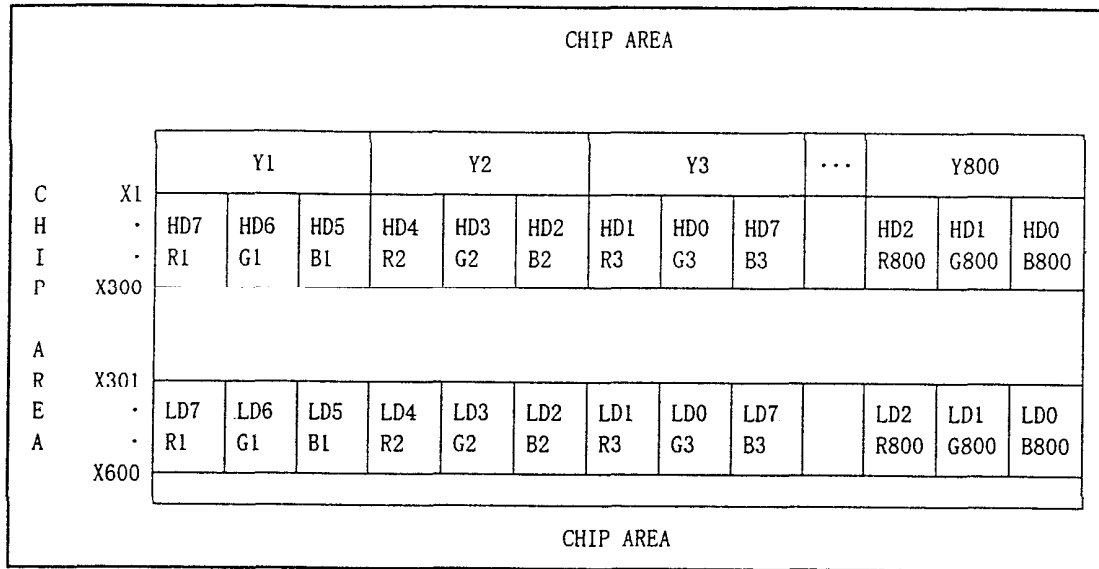 CHIP AREA
Y1 Y2 Y3 ... Y800
C X1
H · HD7 HD6 HD5 HD4 HD3 HD2 HD1 HD0 HD7 HD2 HD1 HD0
I · R1 G1 B1 R2 G2 B2 R3 G3 B3 R800 G800 B800
P X300
A
R X301
E · LD7 LD6 LD5 LD4 LD3 LD2 LD1 LD0 LD7 LD2 LD1 LD0
A · R1 G1 B1 R2 G2 B2 R3 G3 B3 R800 G800 B800
X600
CHIP AREA